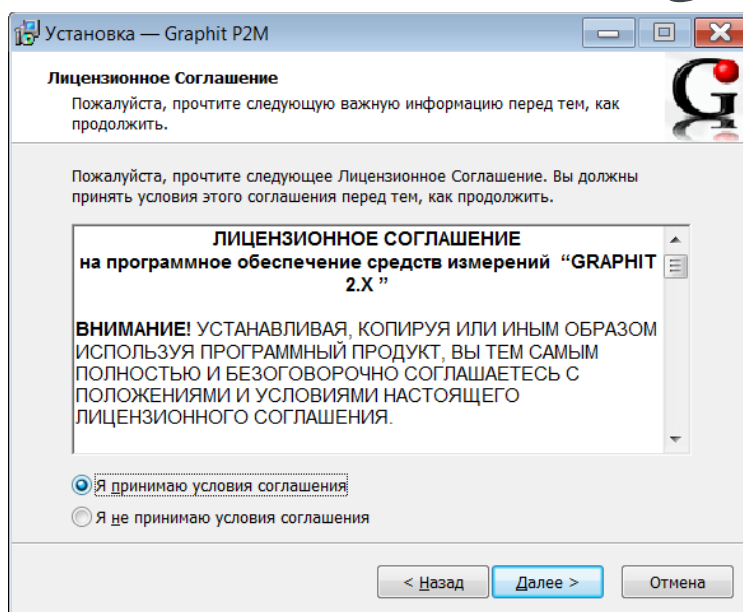 Установка — Graphit P2M
Лицензионное Соглашение
Пожалуйста, прочтите следующую важную информацию перед тем, как
продолжить.
Пожалуйста, прочтите следующее Лицензионное Соглашение. Вы должны
принять условия этого соглашения перед тем, как продолжить.
ЛИЦЕНЗИОННОЕ СОГЛАШЕНИЕ
на программное обеспечение средств измерений “GRAPHIT
2.X ”
ВНИМАНИЕ! УСТАНАВЛИВАЯ, КОПИРУЯ ИЛИ ИНЫМ ОБРАЗОМ
ИСПОЛЬЗУЯ ПРОГРАММНЫЙ ПРОДУКТ, ВЫ ТЕМ САМЫМ
ПОЛНОСТЬЮ И БЕЗОГОВОРОЧНО СОГЛАШАЕТЕСЬ С
ПОЛОЖЕНИЯМИ И УСЛОВИЯМИ НАСТОЯЩЕГО
ЛИЦЕНЗИОННОГО СОГЛАШЕНИЯ.
Я принимаю условия соглашения
Я не принимаю условия соглашения
< Назад Далее > Отмена